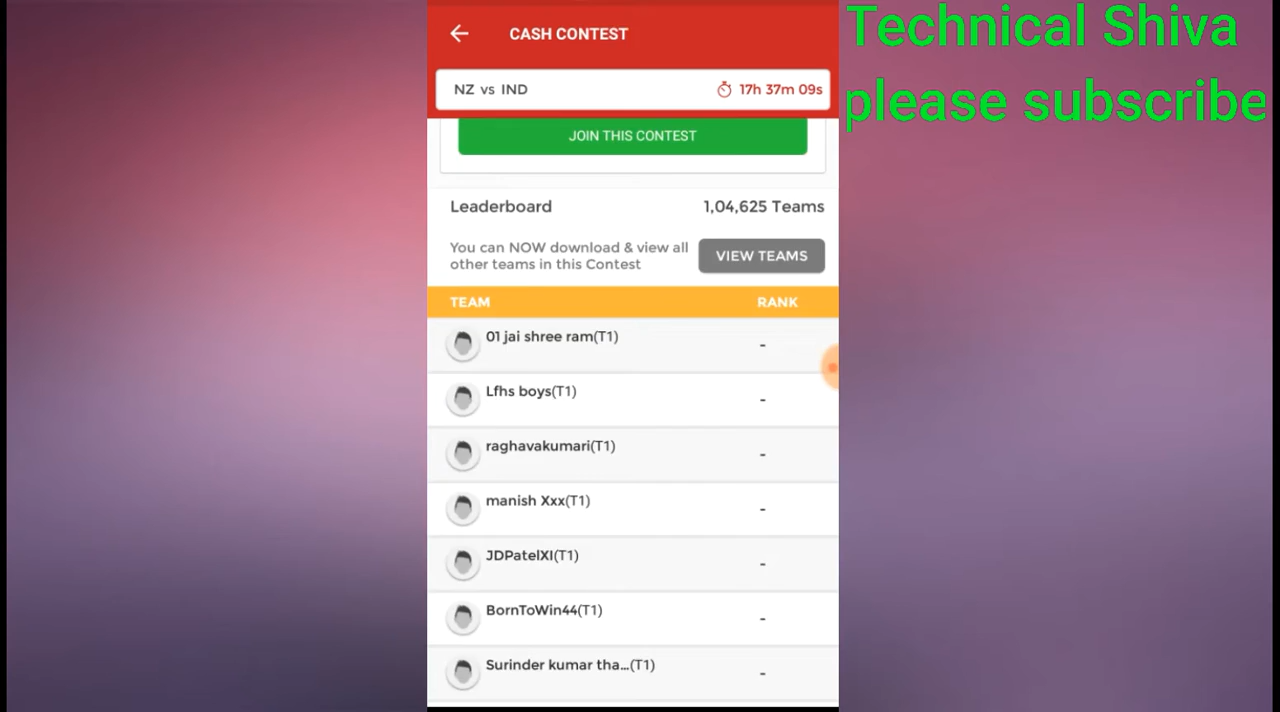 Technical Shiva
please subscribe
CASH CONTEST
NZ vs IND
17h 37m 09s
JOIN THIS CONTEST
Leaderboard
1,04,625 Teams
You can NOW download & view all
other teams in this Contest
VIEW TEAMS
TEAM
RANK
01 jai shree ram(T1)
-
Lfhs boys(T1)
-
raghavakumari(T1)
-
manish Xxx(T1)
-
JDPatelXI(T1)
-
BornToWin44(T1)
-
Surinder kumar tha...(T1)
-